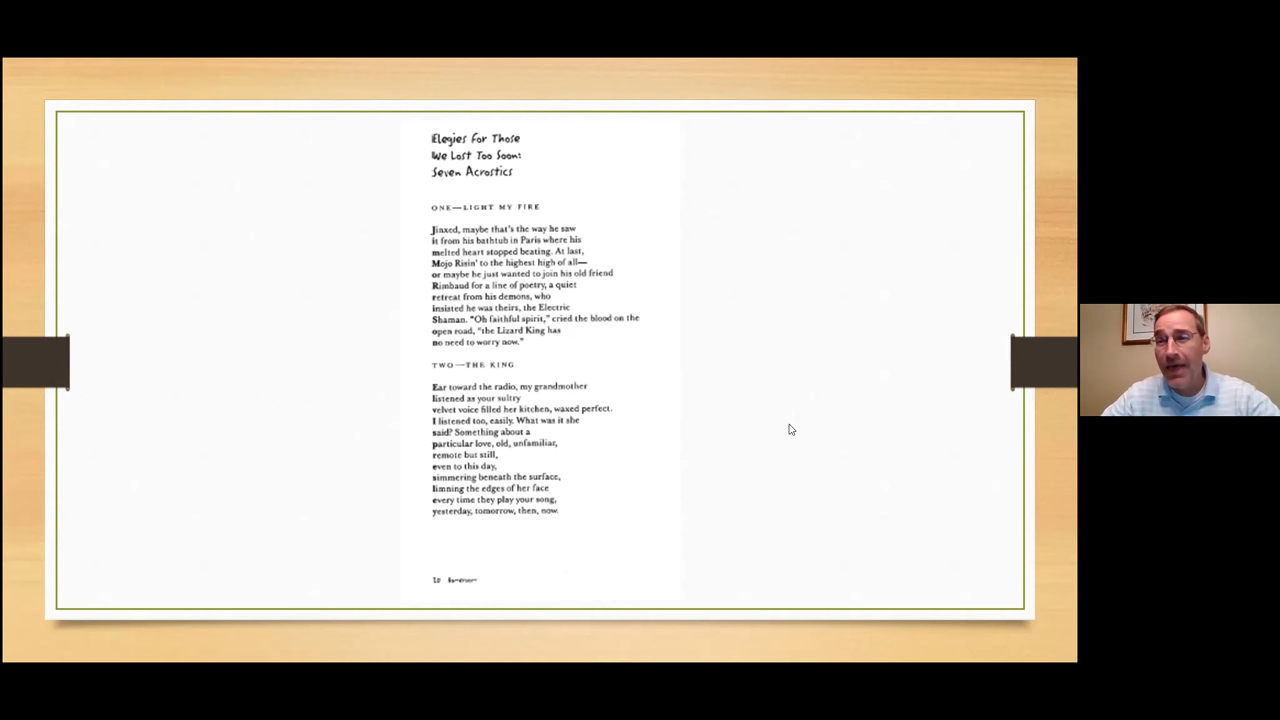 Elegies for Those
We Lost Too Soon:
Seven Acrostics
ONE—LIGHT MY FIRE
Jinxed, maybe that's the way he saw
it from his bathtub in Paris where his
melted heart stopped beating. At last,
Mojo Risin' to the highest high of all—
or maybe he just wanted to join his old friend
Rimbaud for a line of poetry, a quiet
retreat from his demons, who
insisted he was theirs, the Electric
Shaman. "Oh faithful spirit," cried the blood on the
open road, "the Lizard King has
no need to worry now."
TWO—THE KING
Ear toward the radio, my grandmother
listened as your sultry
velvet voice filled her kitchen, waxed perfect.
I listened too, easily. What was it she
said? Something about a
particular love, old, unfamiliar,
remote but still,
even to this day,
simmering beneath the surface,
limning the edges of her face
every time they play your song,
yesterday, tomorrow, then, now.